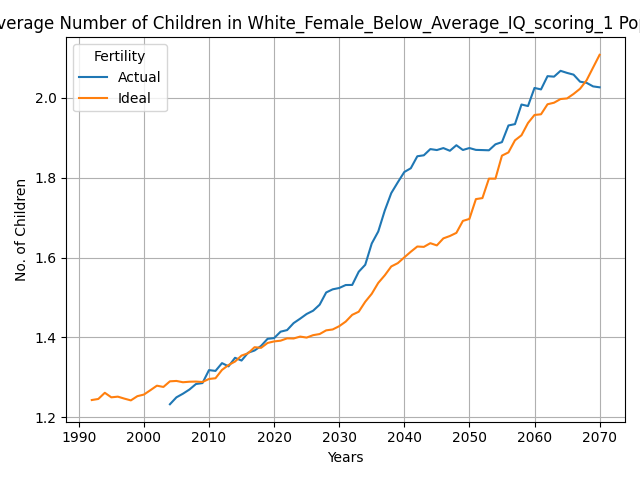 verage Number of Children in White_Female_Below_Average_IQ_scoring_1 Po
Fertility
Actual
Ideal
No. of Children
2.0
1.8
1.6
1.4
1.2
1990 2000 2010 2020 2030 2040 2050 2060 2070
Years